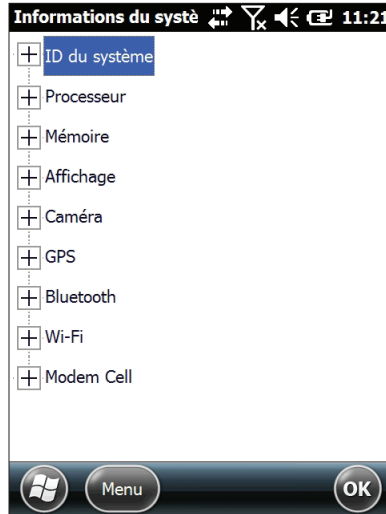 Informations du systè 11:21
ID du système
Processeur
Mémoire
Affichage
Caméra
GPS
Bluetooth
Wi-Fi
Modem Cell
Menu OK